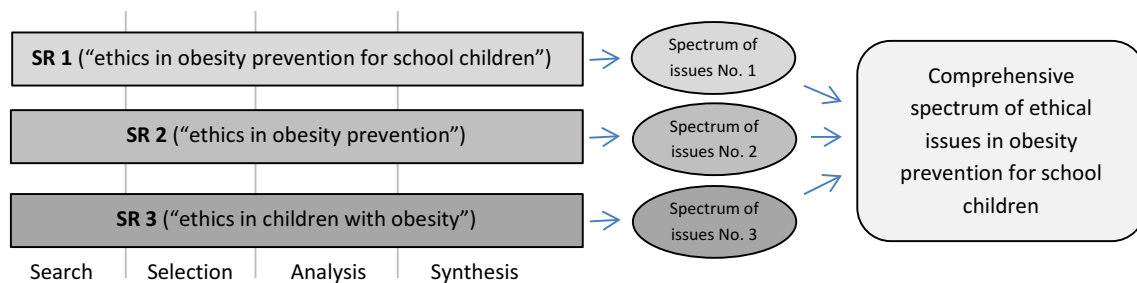 SR 1 (“ethics in obesity prevention for school children”)
Spectrum of
issues No. 1
SR 2 (“ethics in obesity prevention”)
Spectrum of
issues No. 2
SR 3 (“ethics in children with obesity”)
Spectrum of
issues No. 3
Comprehensive
spectrum of ethical
issues in obesity
prevention for school
children
Search
Selection
Analysis
Synthesis